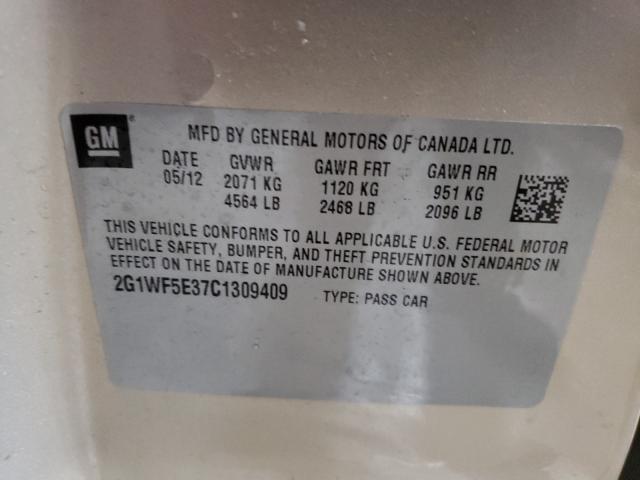 GM®
MFD BY GENERAL MOTORS OF CANADA LTD.
DATE GVWR GAWR FRT GAWR RR
05/12 2071 KG 1120 KG 951 KG
4564 LB 2468 LB 2096 LB
THIS VEHICLE CONFORMS TO ALL APPLICABLE U.S. FEDERAL MOTOR
VEHICLE SAFETY, BUMPER, AND THEFT PREVENTION STANDARDS IN
EFFECT ON THE DATE OF MANUFACTURE SHOWN ABOVE.
2G1WF5E37C1309409 TYPE: PASS CAR